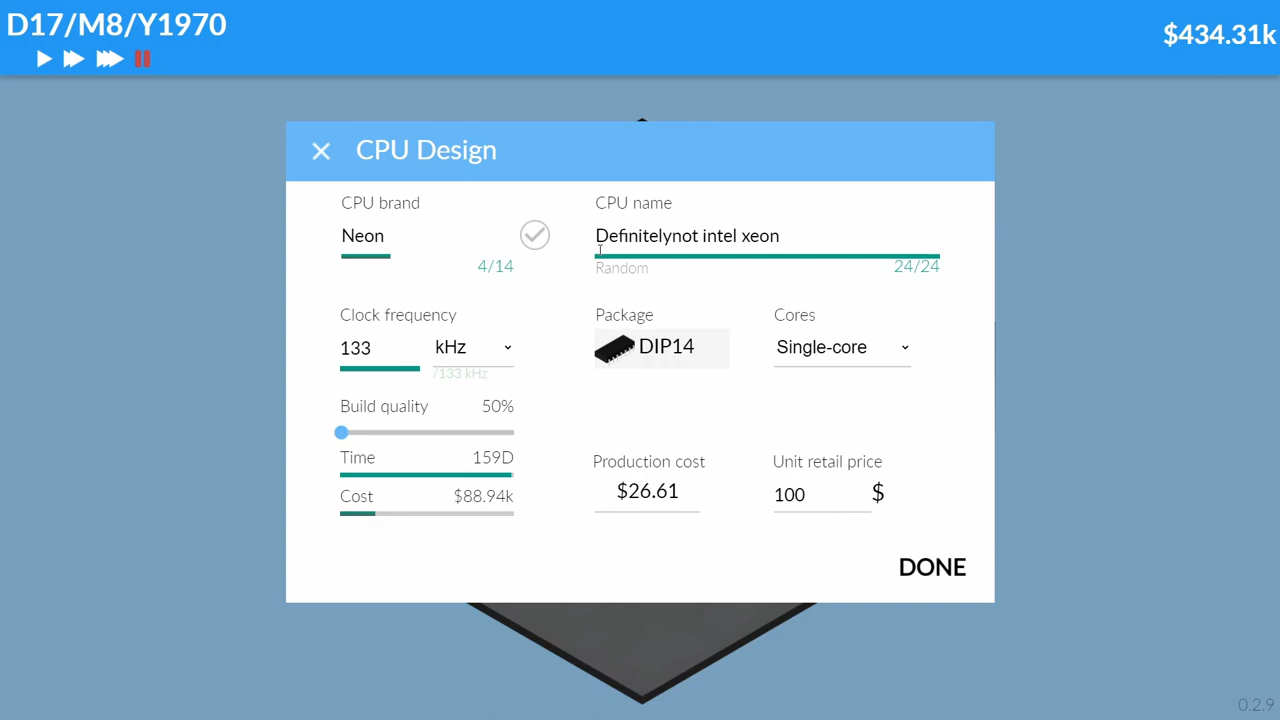 D17/M8/Y1970
$434.31k
CPU Design
CPU brand
CPU name
Neon
Definitelynot intel xeon
4/14
Random
24/24
Clock frequency
Package
Cores
133
kHz
DIP14
Single-core
/133 kHz
Build quality
50%
Time
159D
Production cost
Unit retail price
Cost
$88.94k
$26.61
100
$
DONE
0.2.9